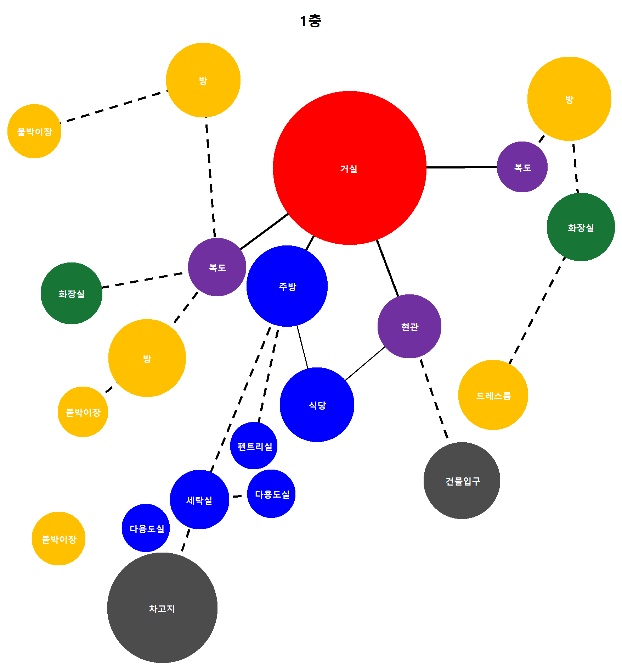 1층
방
방
붙박이장
거실
복도
화장실
복도
화장실
주방
현관
방
드레스룸
식당
붙박이장
팬트리실
건물입구
세탁실
다용도실
다용도실
붙박이장
차고지